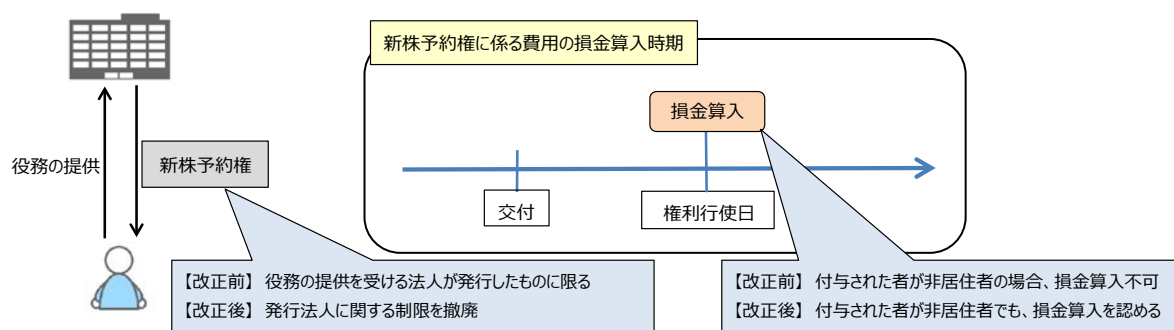 新株予約権に係る費用の損金算入時期
損金算入
役務の提供
新株予約権
交付
権利行使日
【改正前】 役務の提供を受ける法人が発行したものに限る
【改正後】 発行法人に関する制限を撤廃
【改正前】 付与された者が非居住者の場合、損金算入不可
【改正後】 付与された者が非居住者でも、損金算入を認める